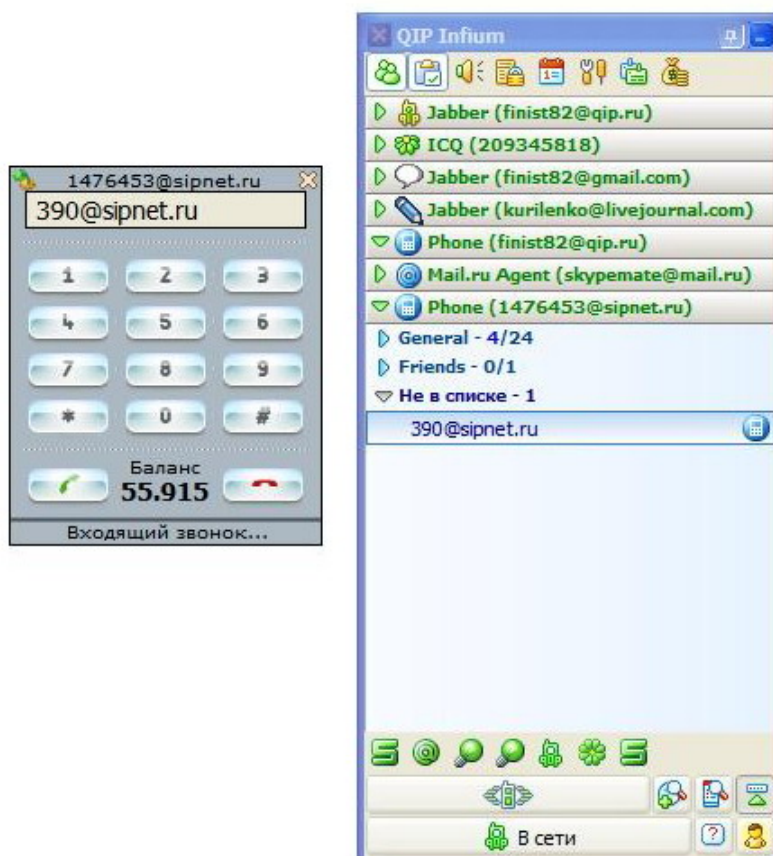 1476453@sipnet.ru
390@sipnet.ru
1 2 3
4 5 6
7 8 9
* 0 #
Баланс
55.915
Входящий звонок...
QIP Infium
Jabber (finist82@qip.ru)
ICQ (209345818)
Jabber (finist82@gmail.com)
Jabber (kurilenko@livejournal.com)
Phone (finist82@qip.ru)
Mail.ru Agent (skypemate@mail.ru)
Phone (1476453@sipnet.ru)
General - 4/24
Friends - 0/1
Не в списке - 1
390@sipnet.ru
В сети